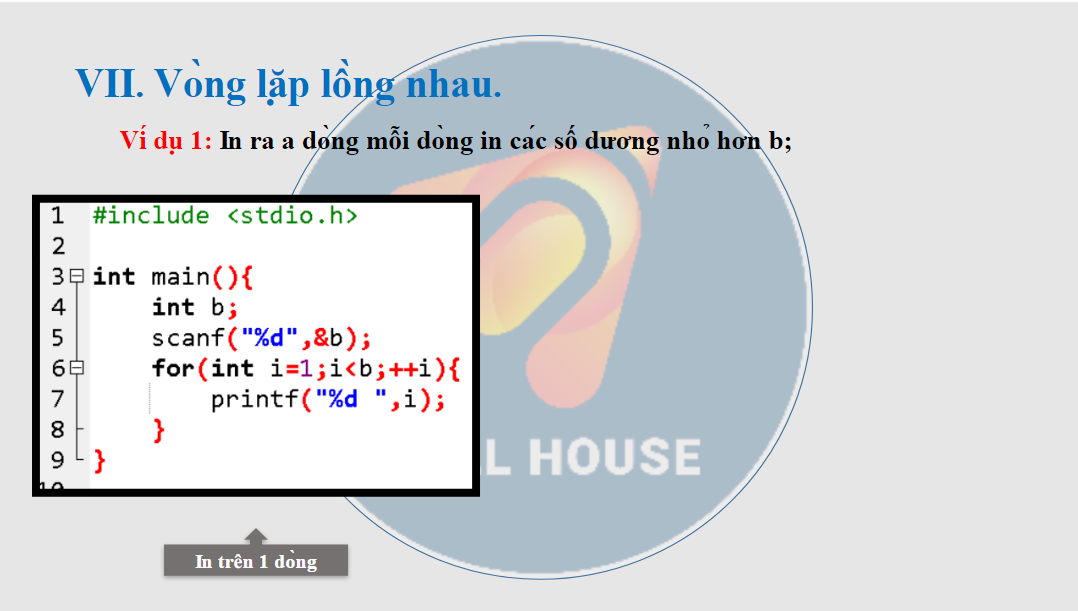 VII. Vòng lặp lồng nhau.
Ví dụ 1: In ra a dòng mỗi dòng in các số dương nhỏ hơn b;
1 #include <stdio.h>
2
3 int main(){
4 int b;
5 scanf("%d",&b);
6 for(int i=1;i<b;++i){
7 printf("%d ",i);
8 }
9 }
10
L HOUSE
In trên 1 dòng